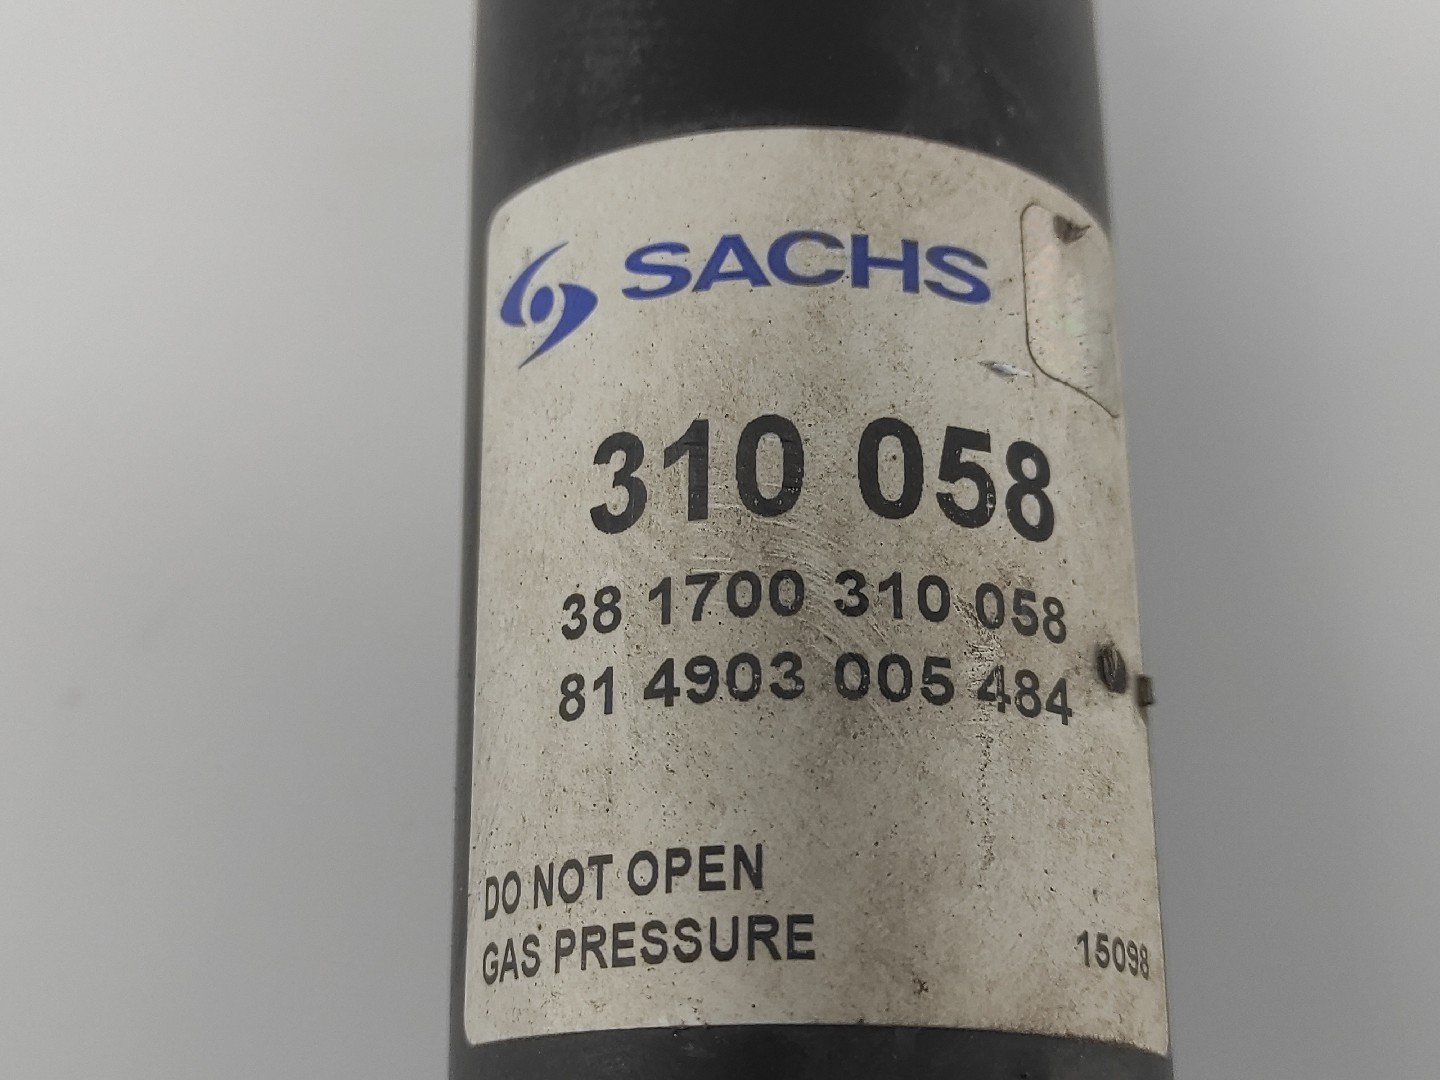 SACHS
310 058
38 1700 310 058
81 4903 005 484
DO NOT OPEN
GAS PRESSURE
15098